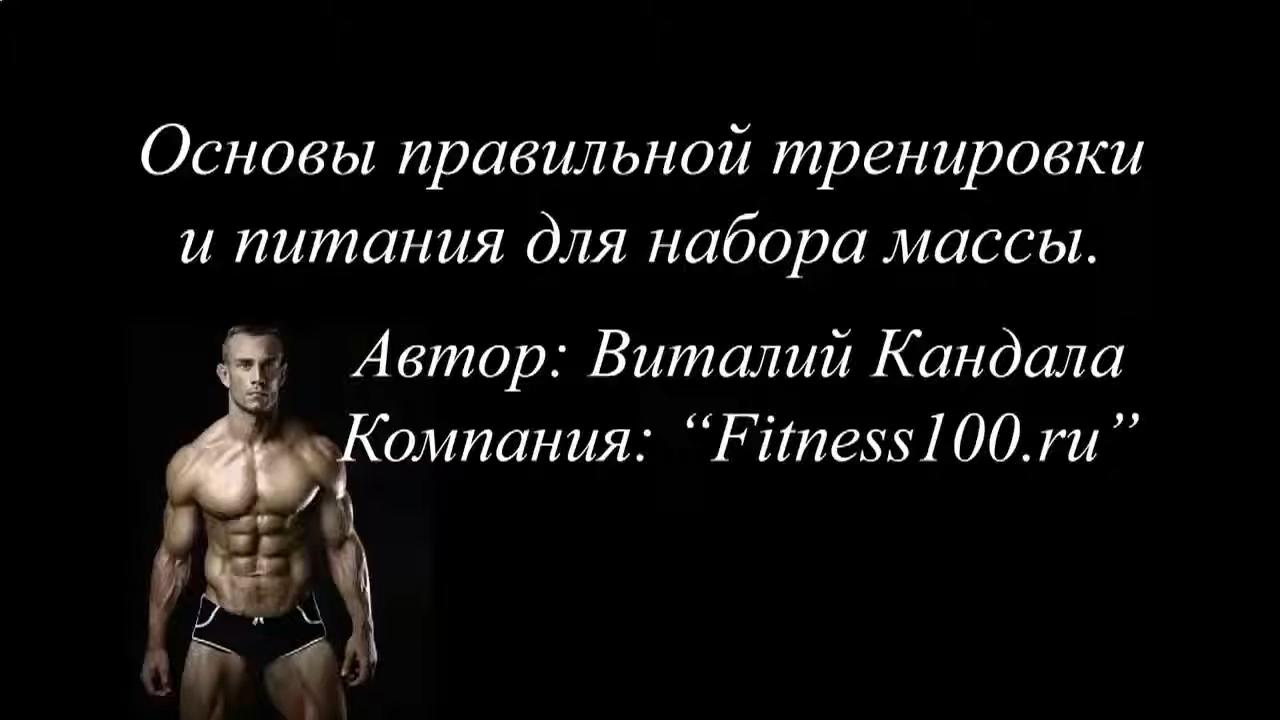 Основы правильной тренировки
и питания для набора массы.
Автор: Виталий Кандала
Компания: “Fitness100.ru”